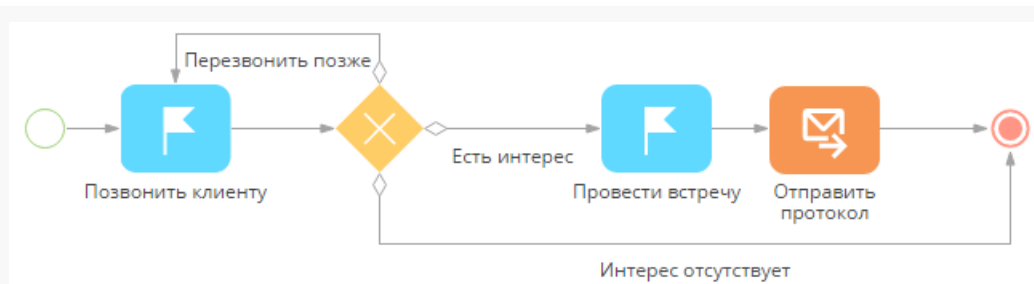 Перезвонить позже
Есть интерес
Позвонить клиенту
Провести встречу
Отправить
протокол
Интерес отсутствует